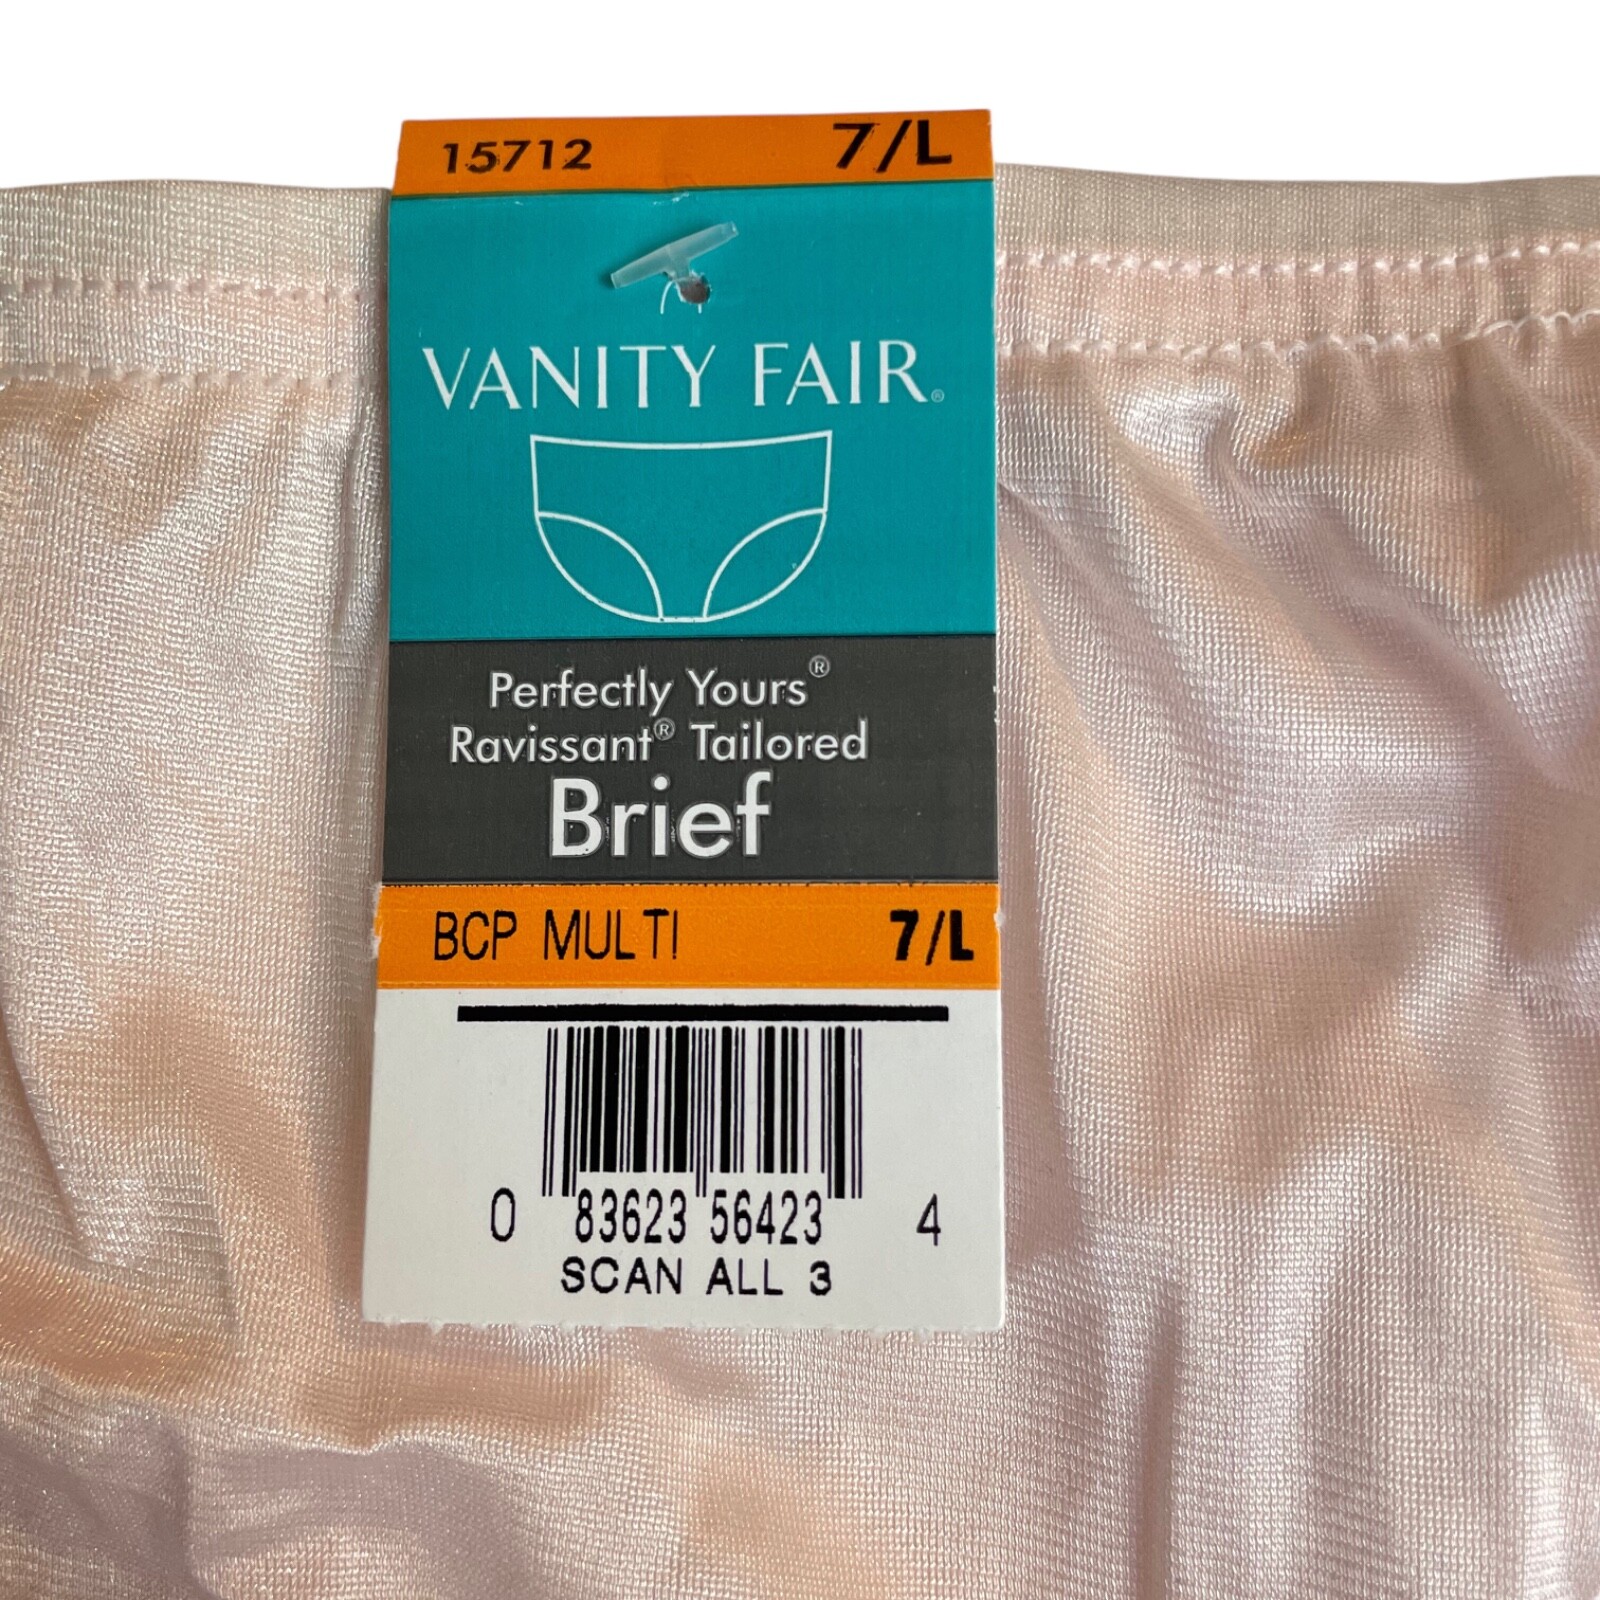 15712 7/L
VANITY FAIR®
Perfectly Yours®
Ravissant® Tailored
Brief
BCP MULTI 7/L
0 83623 56423 4
SCAN ALL 3